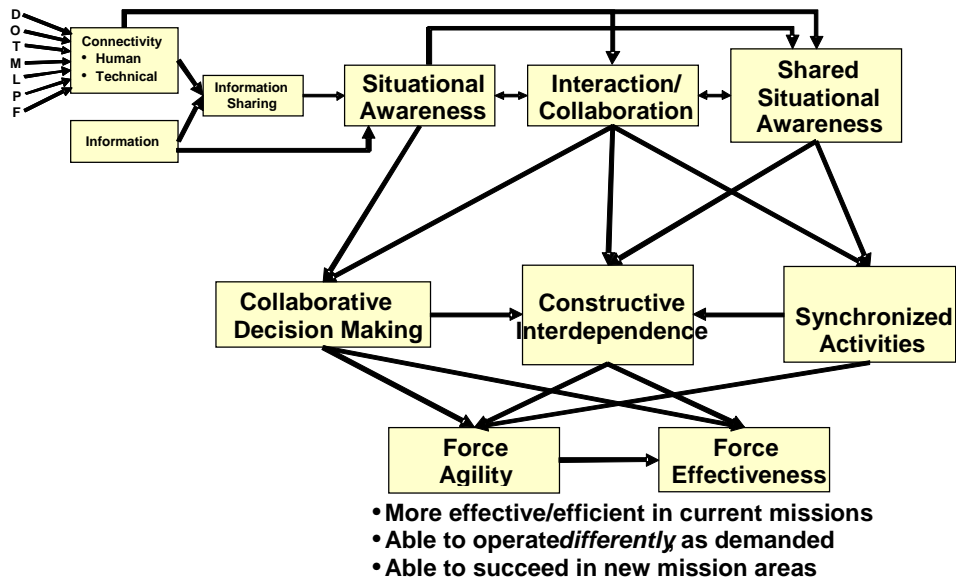 D
O
T
M
L
P
F
Connectivity
• Human
• Technical
Information
Sharing
Information
Situational
Awareness
Interaction/
Collaboration
Shared
Situational
Awareness
Collaborative
Decision Making
Constructive
Interdependence
Synchronized
Activities
Force
Agility
Force
Effectiveness
• More effective/efficient in current missions
• Able to operate differently, as demanded
• Able to succeed in new mission areas